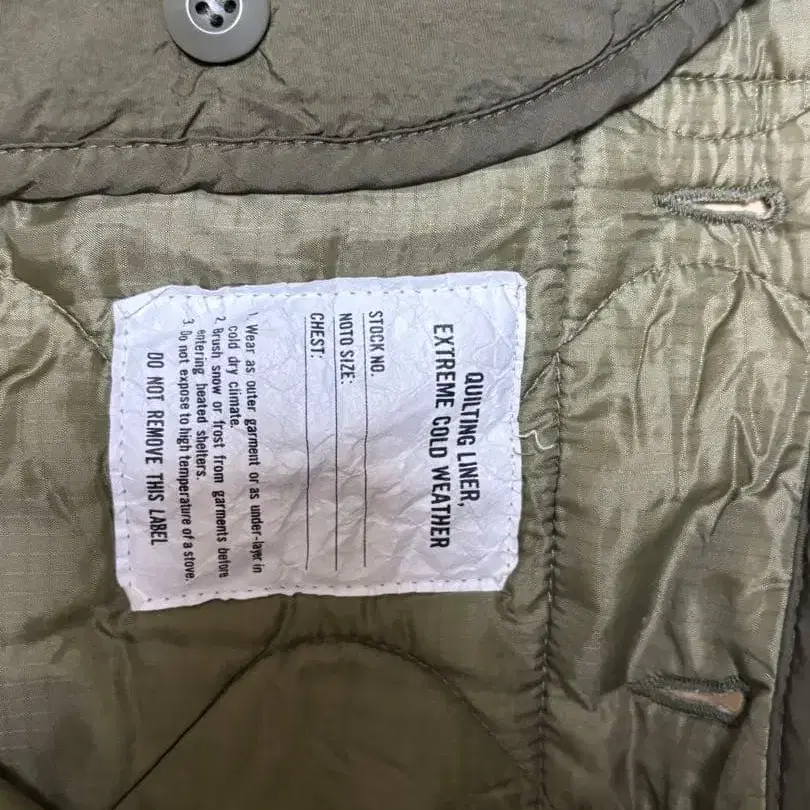 QUILTING LINER,
EXTREME COLD WEATHER
STOCK NO.
NOTO SIZE:
CHEST:
1. Wear as outer garment or as under-layer in
cold dry climate.
2. Brush snow or frost from garments before
entering heated shelters.
3. Do not expose to high temperature of a stove.
DO NOT REMOVE THIS LABEL